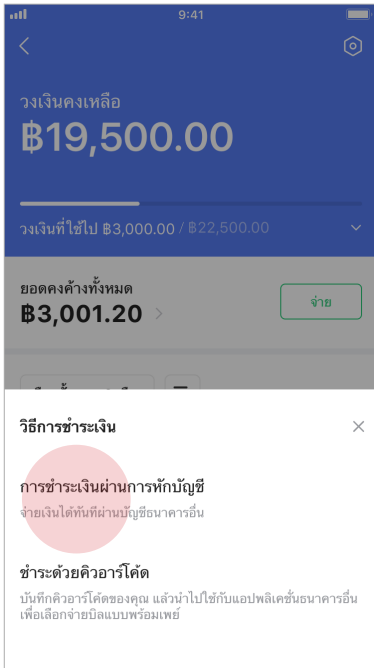 9:41
วงเงินคงเหลือ
฿19,500.00
วงเงินที่ใช้ไป ฿3,000.00 / ฿22,500.00
ยอดคงค้างทั้งหมด
฿3,001.20
จ่าย
วิธีการชำระเงิน
การชำระเงินผ่านการหักบัญชี
จ่ายเงินได้ทันทีผ่านบัญชีธนาคารอื่น
ชำระด้วยคิวอาร์โค้ด
บันทึกคิวอาร์โค้ดของคุณ แล้วนำไปใช้กับแอปพลิเคชั่นธนาคารอื่น
เพื่อเลือกจ่ายบิลแบบพร้อมเพย์